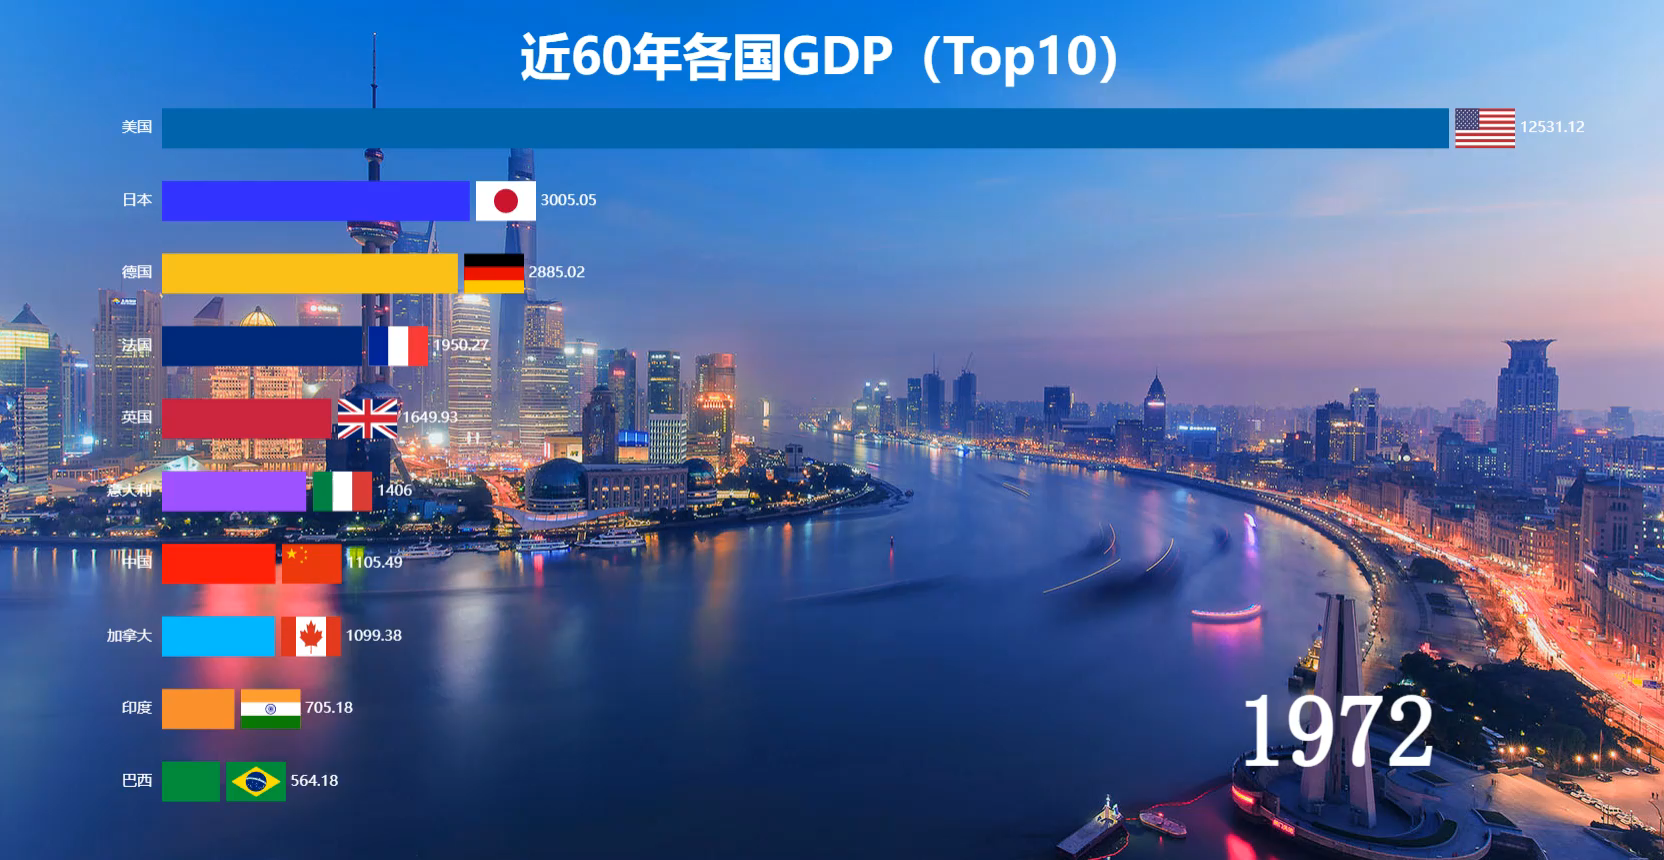 近60年各国GDP（Top10）
美国 12531.12
日本 3005.05
德国 2885.02
法国 1950.27
英国 1649.93
意大利 1406
中国 1105.49
加拿大 1099.38
印度 705.18
巴西 564.18
1972